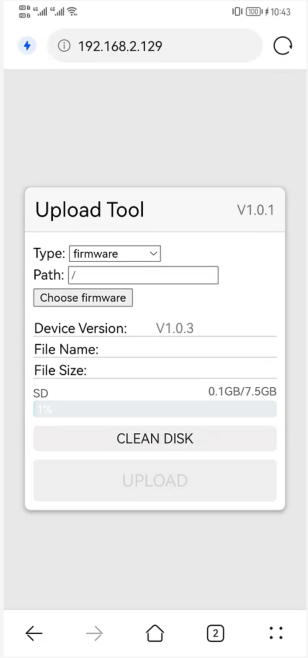 10:43
100
192.168.2.129
Upload Tool V1.0.1
Type: firmware
Path: /
Choose firmware
Device Version: V1.0.3
File Name:
File Size:
SD 0.1GB/7.5GB
1%
CLEAN DISK
UPLOAD
2